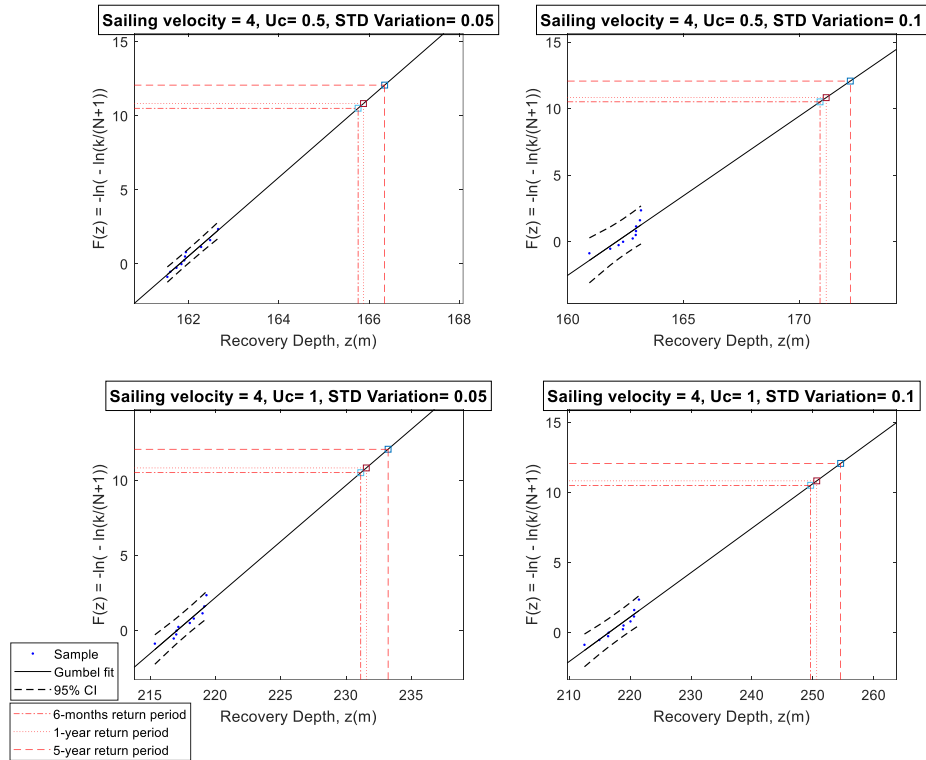 Sailing velocity = 4, Uc= 0.5, STD Variation= 0.05
15
10
5
0
F(z) = -ln( - ln(k/(N+1))
162
164
166
168
Recovery Depth, z(m)
Sailing velocity = 4, Uc= 0.5, STD Variation= 0.1
15
10
5
0
F(z) = -ln( - ln(k/(N+1))
160
165
170
Recovery Depth, z(m)
Sailing velocity = 4, Uc= 1, STD Variation= 0.05
10
5
0
F(z) = -ln( - ln(k/(N+1))
215
220
225
230
235
Recovery Depth, z(m)
Sailing velocity = 4, Uc= 1, STD Variation= 0.1
15
10
5
0
F(z) = -ln( - ln(k/(N+1))
210
220
230
240
250
260
Recovery Depth, z(m)
Sample
Gumbel fit
95% CI
6-months return period
1-year return period
5-year return period